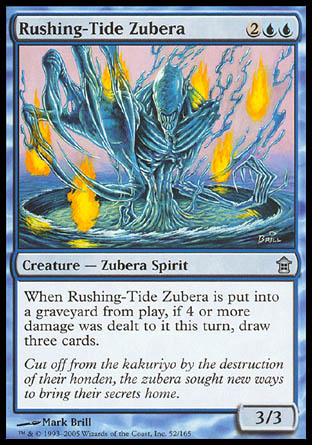 Rushing-Tide Zubera 2
BRILL
Creature — Zubera Spirit
When Rushing-Tide Zubera is put into
a graveyard from play, if 4 or more
damage was dealt to it this turn, draw
three cards.
Cut off from the kakuriyo by the destruction
of their honden, the zubera sought new ways
to bring their secrets home.
Mark Brill
™ & © 1993-2005 Wizards of the Coast, Inc. 52/165
3/3